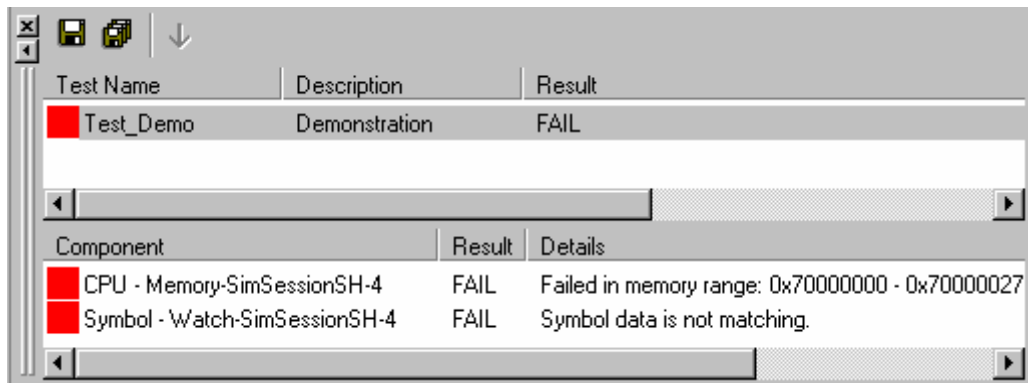 Test Name Description Result
Test_Demo Demonstration FAIL
Component Result Details
CPU - Memory-SimSessionSH-4 FAIL Failed in memory range: 0x70000000 - 0x70000027
Symbol - Watch-SimSessionSH-4 FAIL Symbol data is not matching.